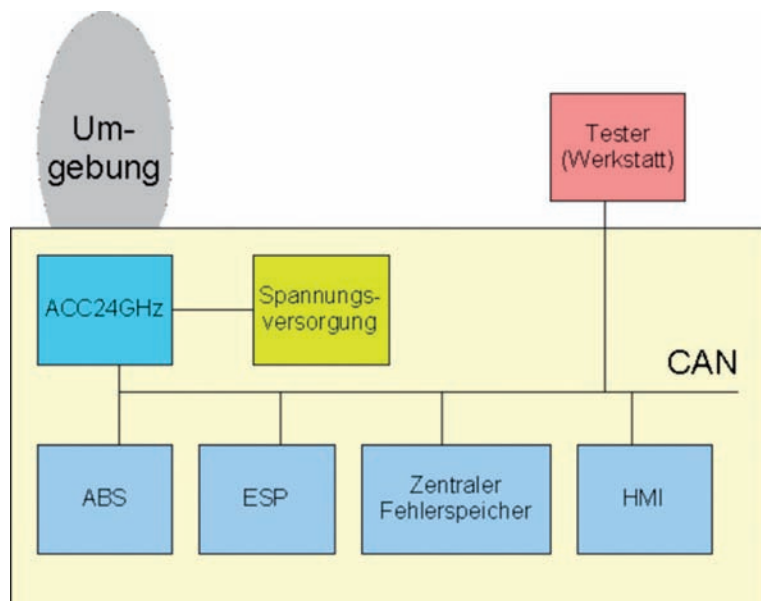 Um-
gebung
Tester
(Werkstatt)
ACC24GHz
Spannungs-
versorgung
CAN
ABS
ESP
Zentraler
Fehlerspeicher
HMI